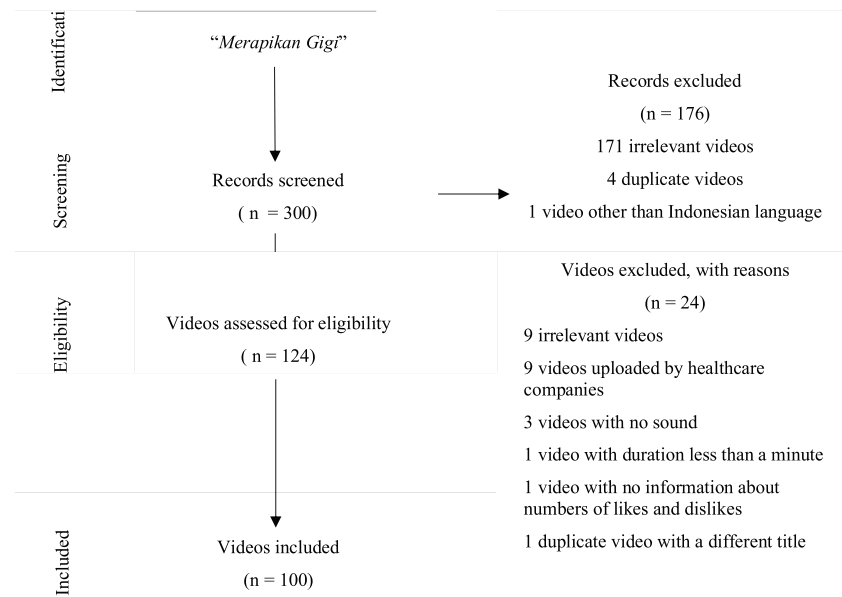 Identificati
“Merapikan Gigi”
Screening
Records screened
( n = 300)
Records excluded
(n = 176)
171 irrelevant videos
4 duplicate videos
1 video other than Indonesian language
Eligibility
Videos assessed for eligibility
( n = 124)
Videos excluded, with reasons
(n = 24)
9 irrelevant videos
9 videos uploaded by healthcare
companies
3 videos with no sound
1 video with duration less than a minute
1 video with no information about
numbers of likes and dislikes
1 duplicate video with a different title
Included
Videos included
(n = 100)